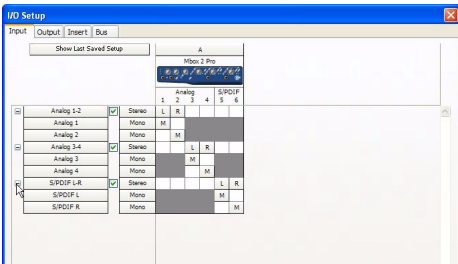 I/O Setup
Input Output Insert Bus
Show Last Saved Setup A
Mbox 2 Pro
Analog S/PDIF
1 2 3 4 5 6
Analog 1-2 Stereo L R
Analog 1 Mono M
Analog 2 Mono M
Analog 3-4 Stereo L R
Analog 3 Mono M
Analog 4 Mono M
S/PDIF L-R Stereo L R
S/PDIF L Mono M
S/PDIF R Mono M